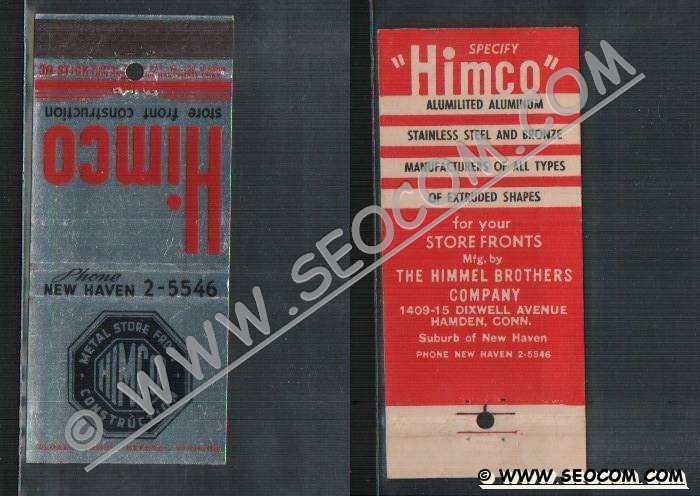 store front construction
Himco
Phone
NEW HAVEN 2-5546
METAL STORE FRONT
HIMCO
CONSTRUCTION
SPECIFY
"Himco"
ALUMILITED ALUMINUM
STAINLESS STEEL AND BRONZE
MANUFACTURERS OF ALL TYPES
OF EXTRUDED SHAPES
for your
STORE FRONTS
Mfg. by
THE HIMMEL BROTHERS
COMPANY
1409-15 DIXWELL AVENUE
HAMDEN, CONN.
Suburb of New Haven
PHONE NEW HAVEN 2-5546
© WWW.SEOCOM.COM
© WWW.SEOCOM.COM